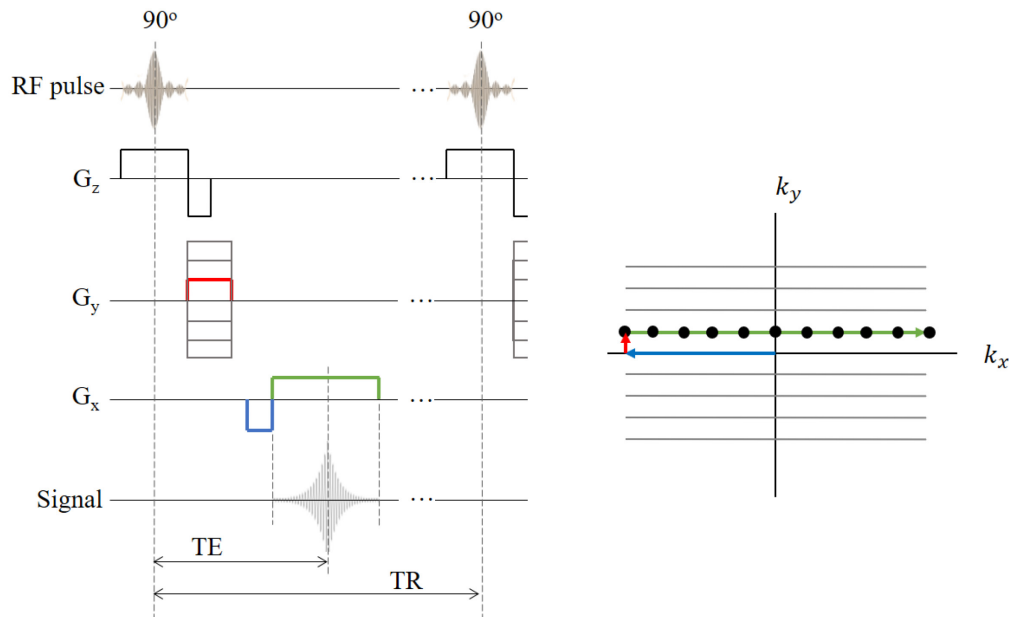 90º
90º
RF pulse
...
Gz
...
Gy
...
Gx
...
Signal
...
TE
TR
ky
kx